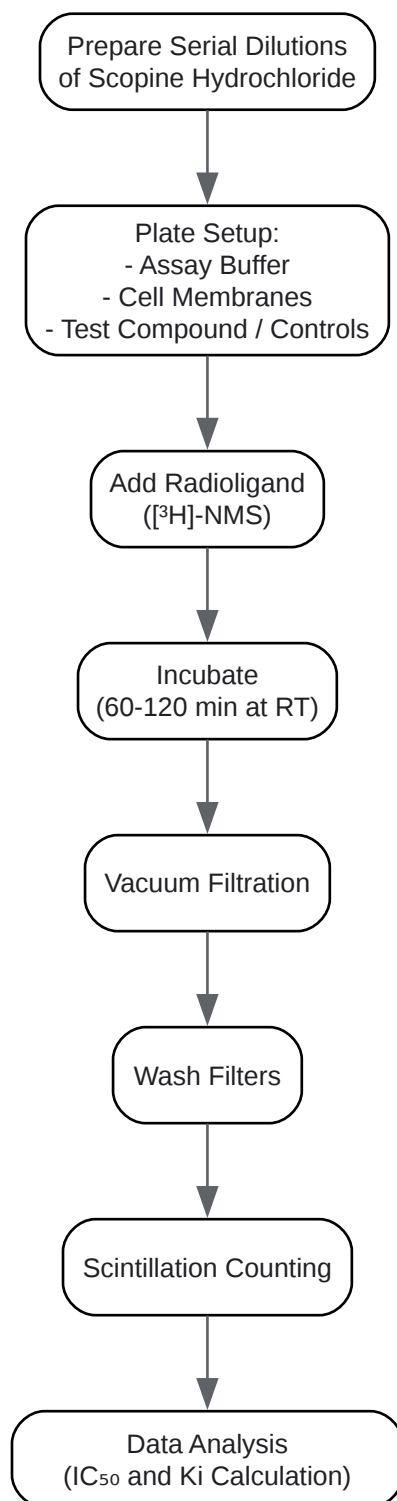 Prepare Serial Dilutions
of Scopine Hydrochloride
Plate Setup:
- Assay Buffer
- Cell Membranes
- Test Compound / Controls
Add Radioligand
([³H]-NMS)
Incubate
(60-120 min at RT)
Vacuum Filtration
Wash Filters
Scintillation Counting
Data Analysis
(IC₅₀ and Ki Calculation)